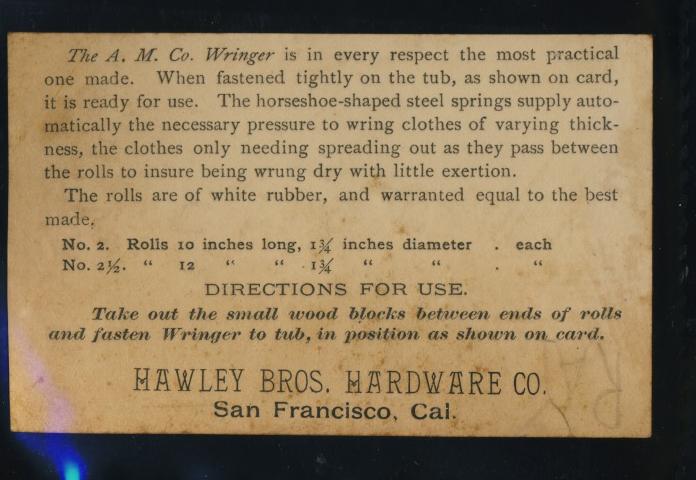 The A. M. Co. Wringer is in every respect the most practical
one made. When fastened tightly on the tub, as shown on card,
it is ready for use. The horseshoe-shaped steel springs supply auto-
matically the necessary pressure to wring clothes of varying thick-
ness, the clothes only needing spreading out as they pass between
the rolls to insure being wrung dry with little exertion.
The rolls are of white rubber, and warranted equal to the best
made.
No. 2. Rolls 10 inches long, 1¾ inches diameter . each
No. 2½. “ 12 “ “ 1¾ “ “ . “
DIRECTIONS FOR USE.
Take out the small wood blocks between ends of rolls
and fasten Wringer to tub, in position as shown on card.
HAWLEY BROS. HARDWARE CO.
San Francisco, Cal.